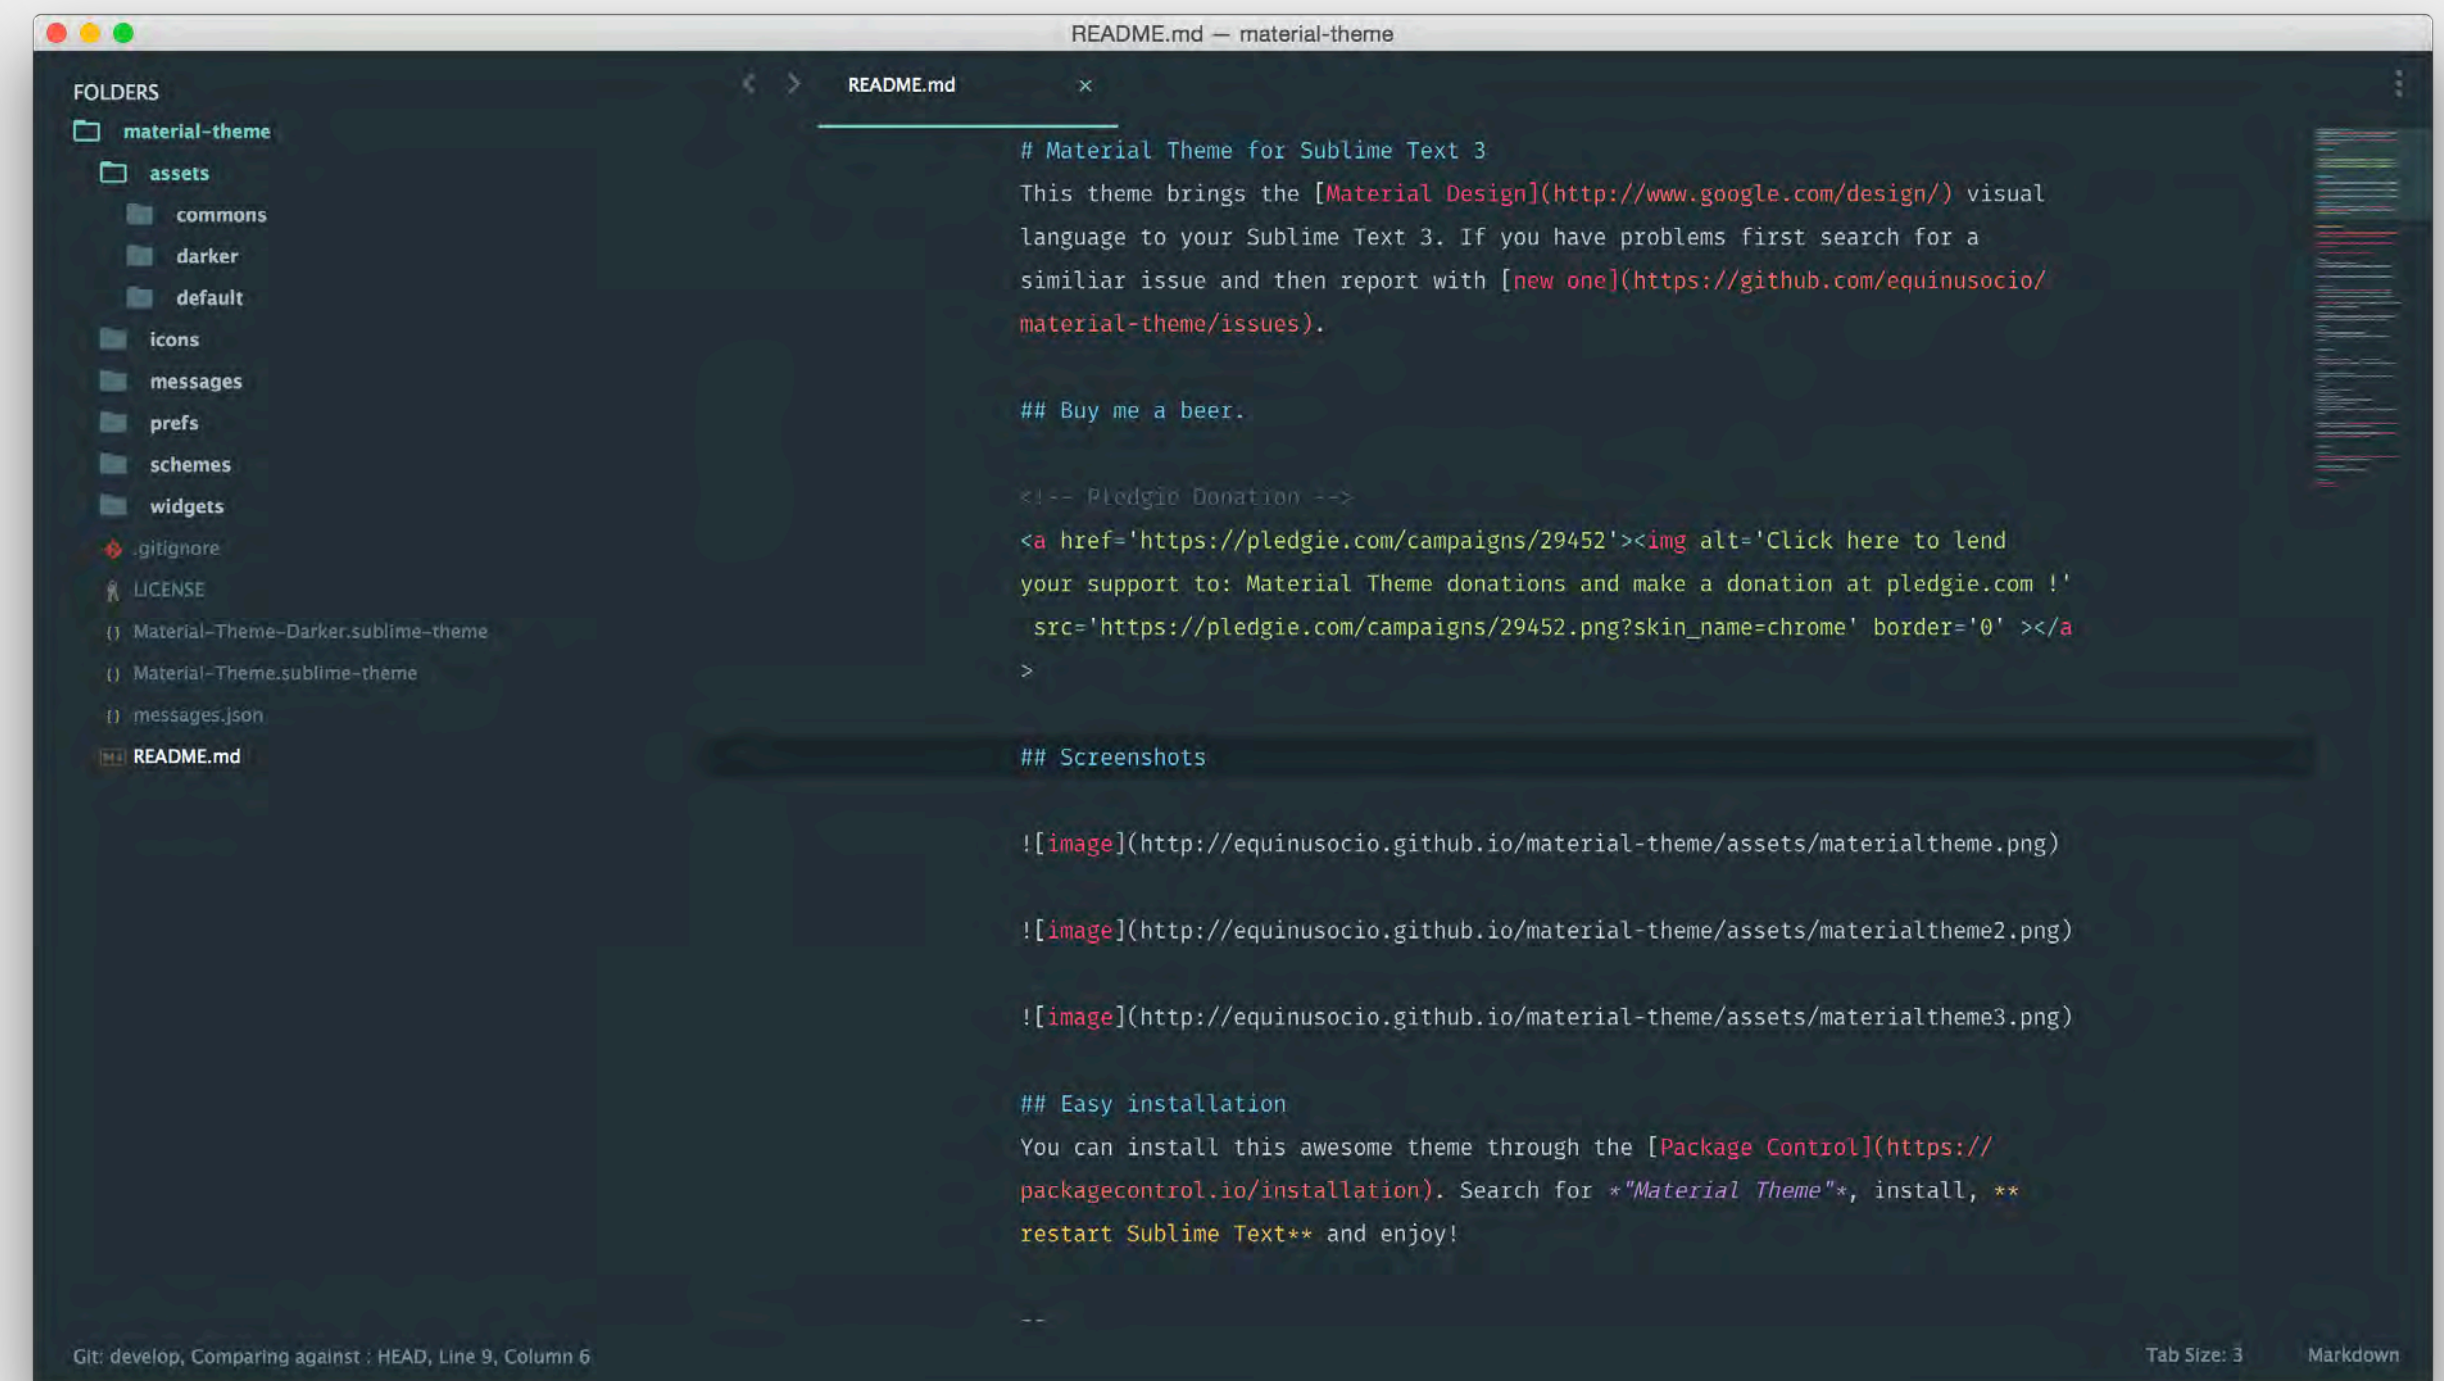 README.md — material-theme
FOLDERS
material-theme
assets
commons
darker
default
icons
messages
prefs
schemes
widgets
.gitignore
LICENSE
{} Material-Theme-Darker.sublime-theme
{} Material-Theme.sublime-theme
{} messages.json
README.md
README.md ×
# Material Theme for Sublime Text 3
This theme brings the [Material Design](http://www.google.com/design/) visual
language to your Sublime Text 3. If you have problems first search for a
similiar issue and then report with [new one](https://github.com/equinusocio/
material-theme/issues).
## Buy me a beer.
<!-- Pledgie Donation -->
<a href='https://pledgie.com/campaigns/29452'><img alt='Click here to lend
your support to: Material Theme donations and make a donation at pledgie.com !'
src='https://pledgie.com/campaigns/29452.png?skin_name=chrome' border='0' ></a
>
## Screenshots
![image](http://equinusocio.github.io/material-theme/assets/materialtheme.png)
![image](http://equinusocio.github.io/material-theme/assets/materialtheme2.png)
![image](http://equinusocio.github.io/material-theme/assets/materialtheme3.png)
## Easy installation
You can install this awesome theme through the [Package Control](https://
packagecontrol.io/installation). Search for *"Material Theme"*, install, **
restart Sublime Text** and enjoy!
--
Git: develop, Comparing against : HEAD, Line 9, Column 6
Tab Size: 3
Markdown